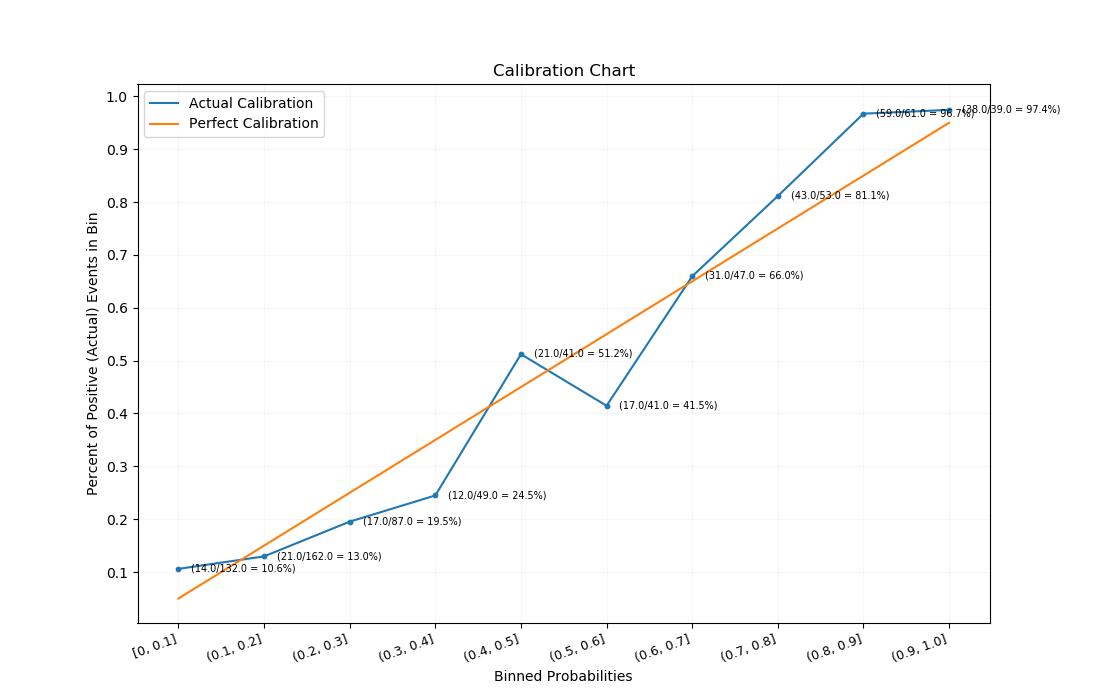 Calibration Chart
Actual Calibration
Perfect Calibration
Percent of Positive (Actual) Events in Bin
1.0
0.9
0.8
0.7
0.6
0.5
0.4
0.3
0.2
0.1
(14.0/132.0 = 10.6%)
(21.0/162.0 = 13.0%)
(17.0/87.0 = 19.5%)
(12.0/49.0 = 24.5%)
(21.0/41.0 = 51.2%)
(17.0/41.0 = 41.5%)
(31.0/47.0 = 66.0%)
(43.0/53.0 = 81.1%)
(59.0/61.0 = 96.7%)
(38.0/39.0 = 97.4%)
[0, 0.1]
(0.1, 0.2]
(0.2, 0.3]
(0.3, 0.4]
(0.4, 0.5]
(0.5, 0.6]
(0.6, 0.7]
(0.7, 0.8]
(0.8, 0.9]
(0.9, 1.0]
Binned Probabilities